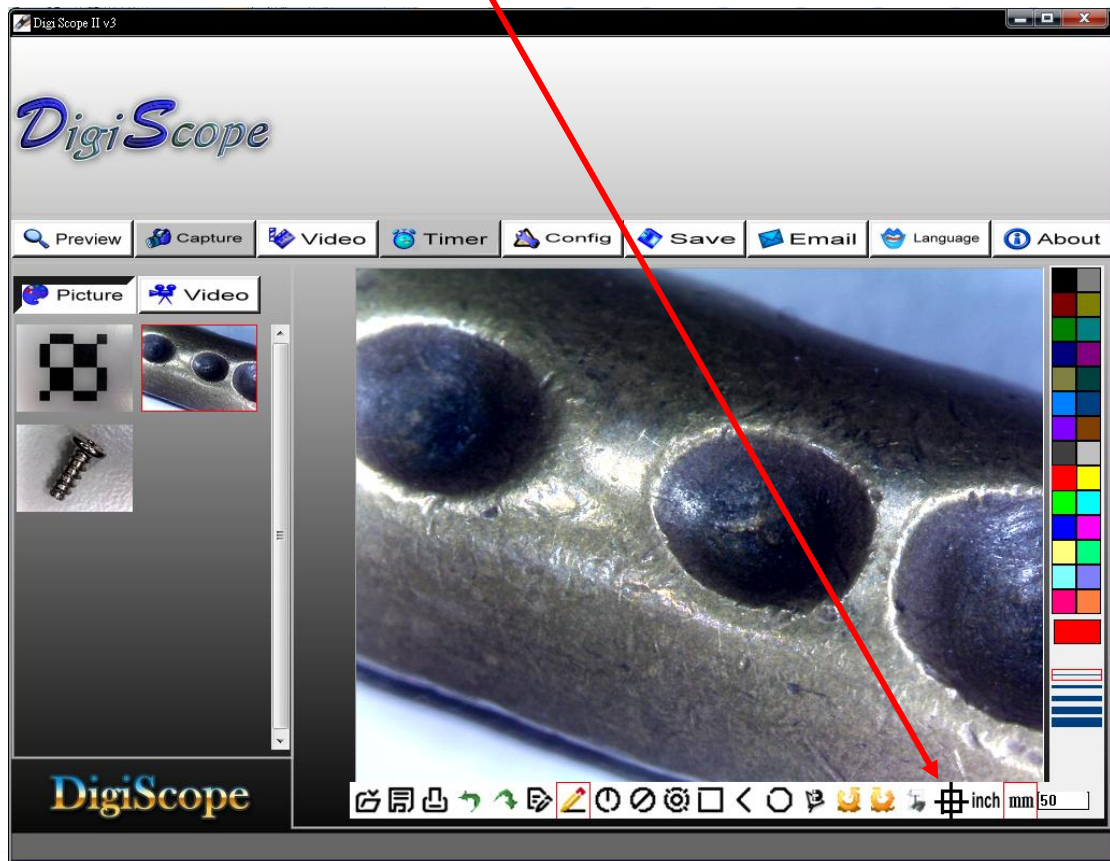 Digi Scope II v3
DigiScope
Preview Capture Video Timer Config Save Email Language About
Picture Video
DigiScope
inch mm 50